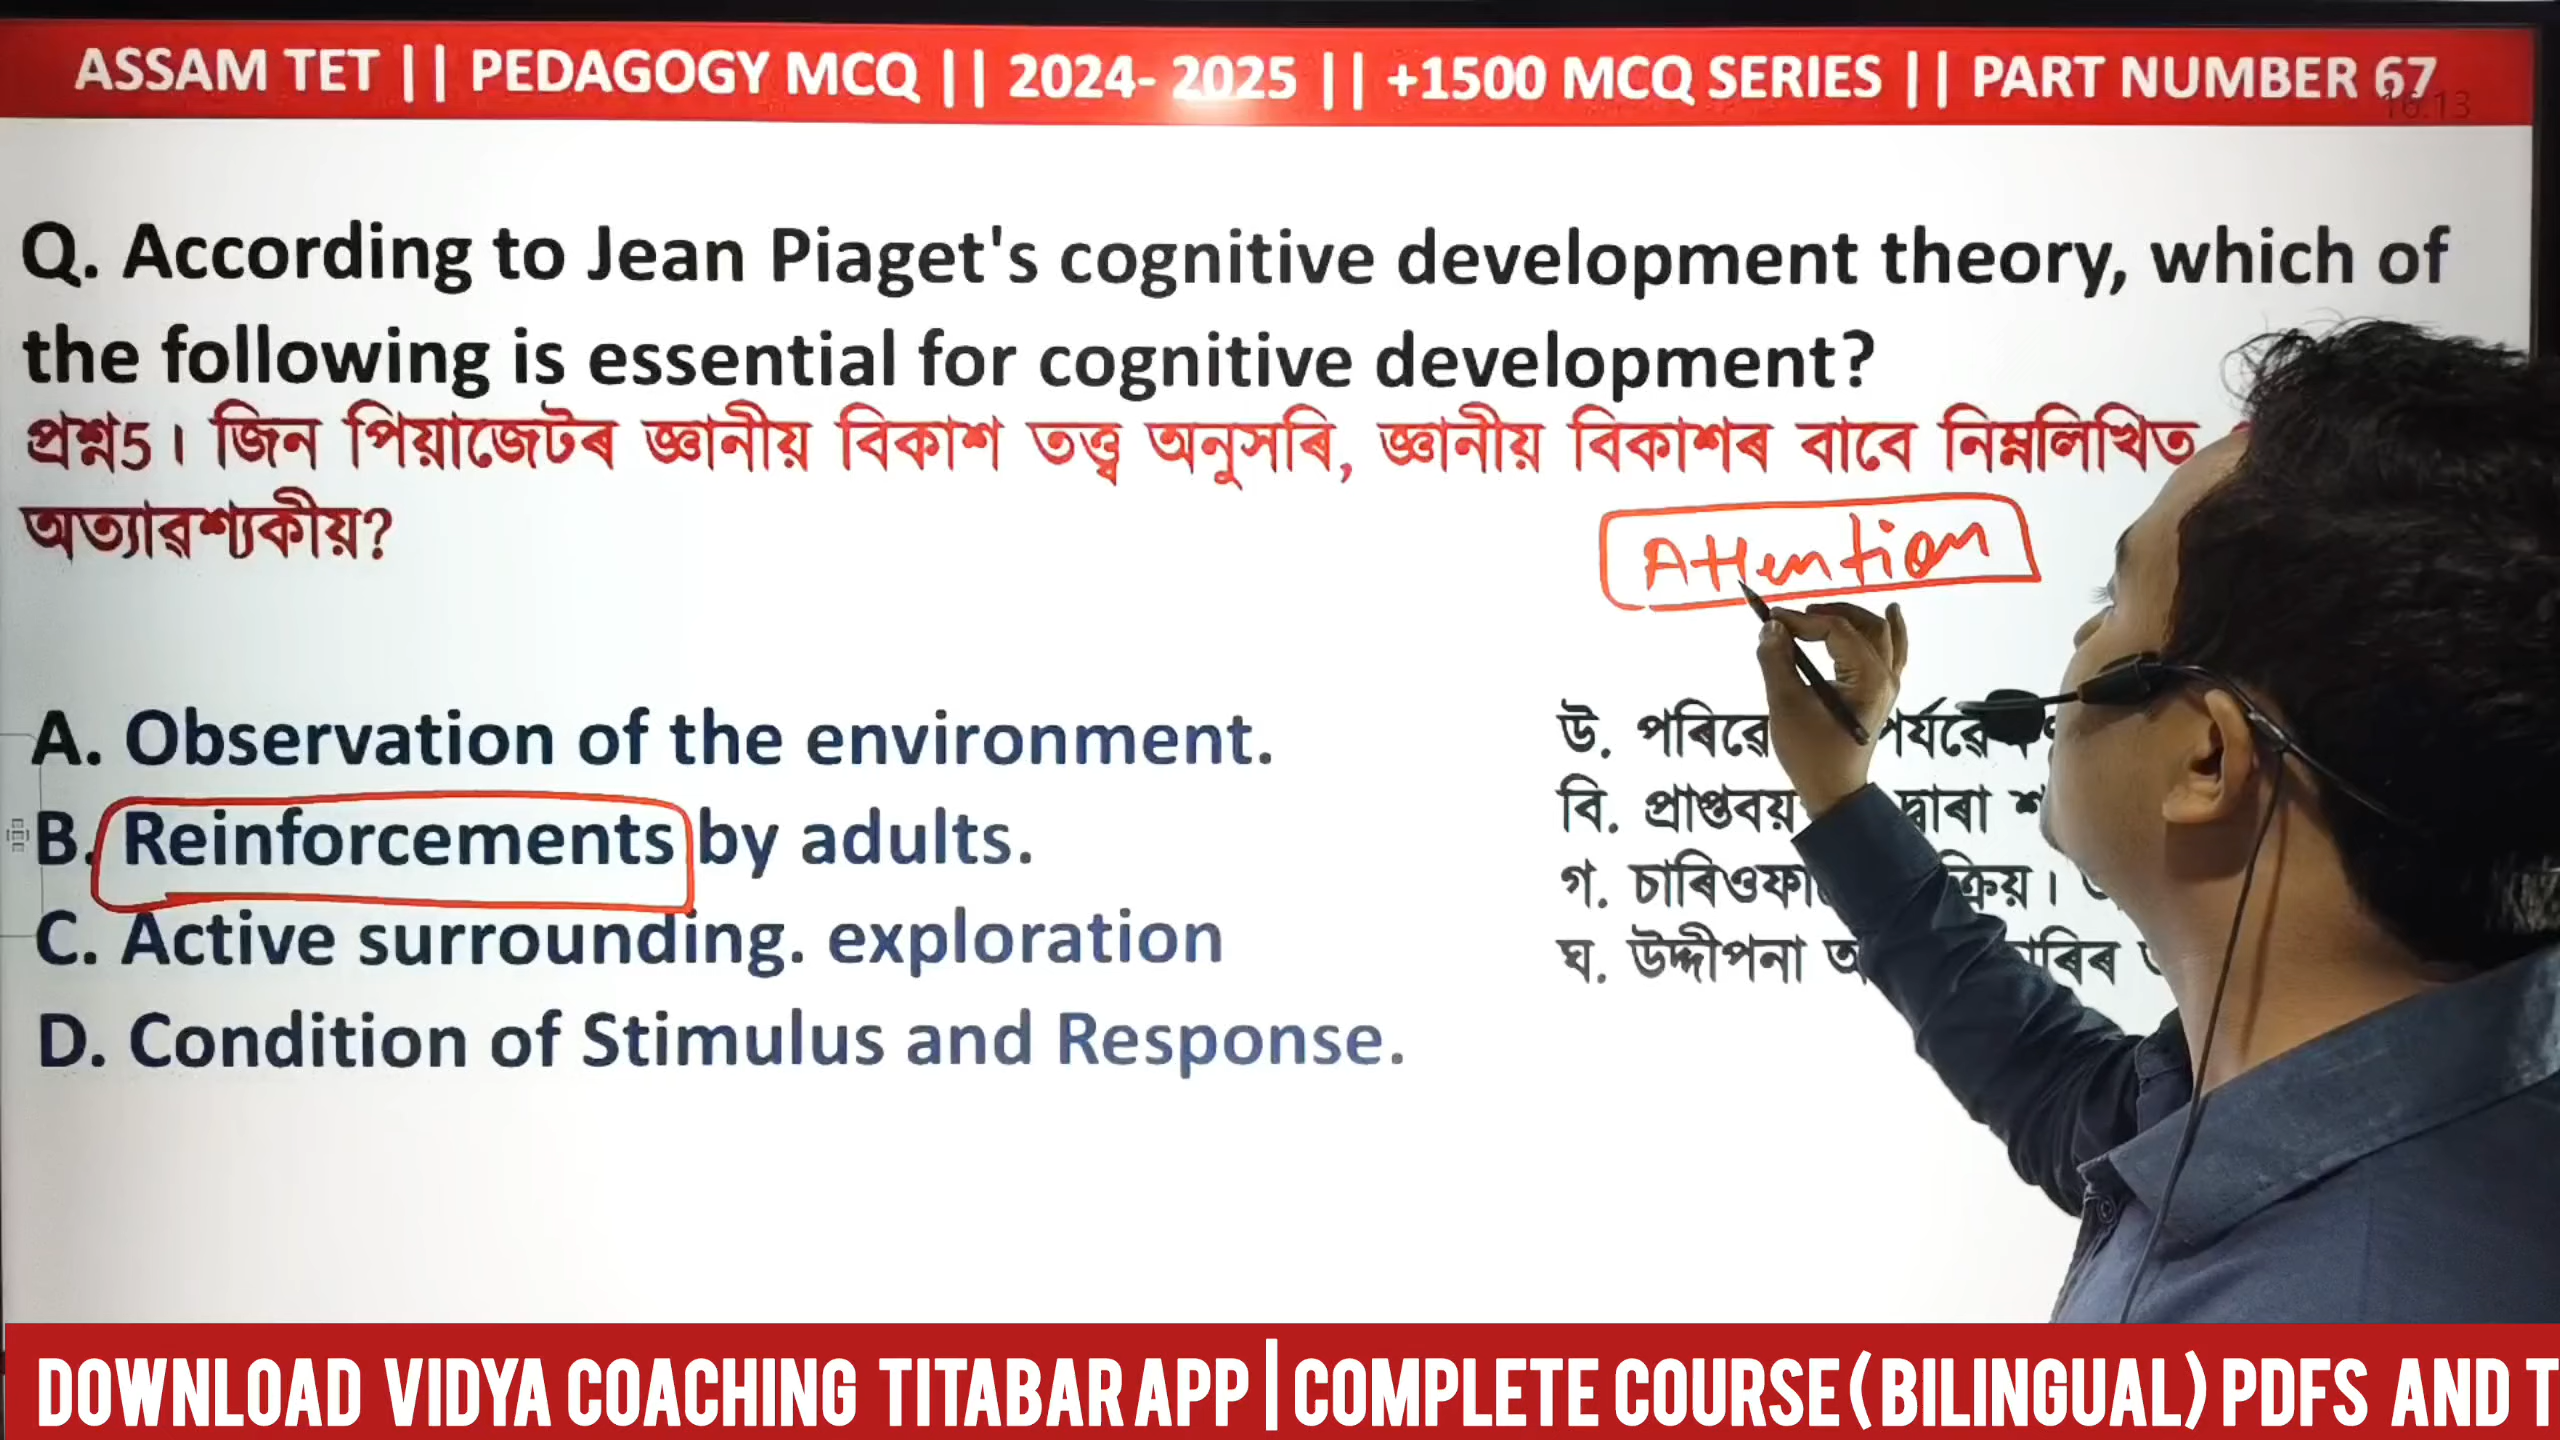 ASSAM TET || PEDAGOGY MCQ || 2024- 2025 || +1500 MCQ SERIES || PART NUMBER 67
16:13
Q. According to Jean Piaget's cognitive development theory, which of
the following is essential for cognitive development?
প্ৰশ্ন5। জিন পিয়াজেটৰ জ্ঞানীয় বিকাশ তত্ত্ব অনুসৰি, জ্ঞানীয় বিকাশৰ বাবে নিম্নলিখিত
অত্যাৱশ্যকীয়?
Attention
A. Observation of the environment.
B. Reinforcements by adults.
C. Active surrounding. exploration
D. Condition of Stimulus and Response.
উ.
বি. দ্বাৰা
গ.
ঘ. উদ্দীপনা
DOWNLOAD VIDYA COACHING TITABAR APP | COMPLETE COURSE (BILINGUAL) PDFS AND T